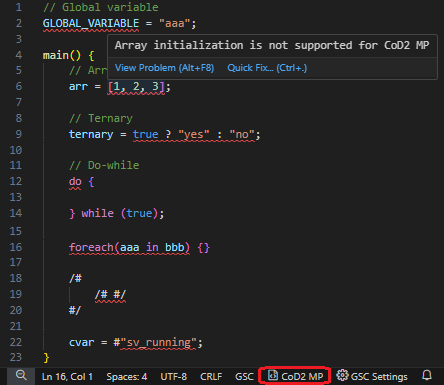 1 // Global variable
2 GLOBAL_VARIABLE = "aaa";
3
4 main() {
Array initialization is not supported for CoD2 MP
5 // Arr
View Problem (Alt+F8) Quick Fix... (Ctrl+.)
6 arr = [1, 2, 3];
7
8 // Ternary
9 ternary = true ? "yes" : "no";
10
11 // Do-while
12 do {
13
14 } while (true);
15
16 foreach(aaa in bbb) {}
17
18 /#
19 /# #/
20 #/
21
22 cvar = #"sv_running";
23 }
Ln 16, Col 1 Spaces: 4 UTF-8 CRLF GSC CoD2 MP GSC Settings